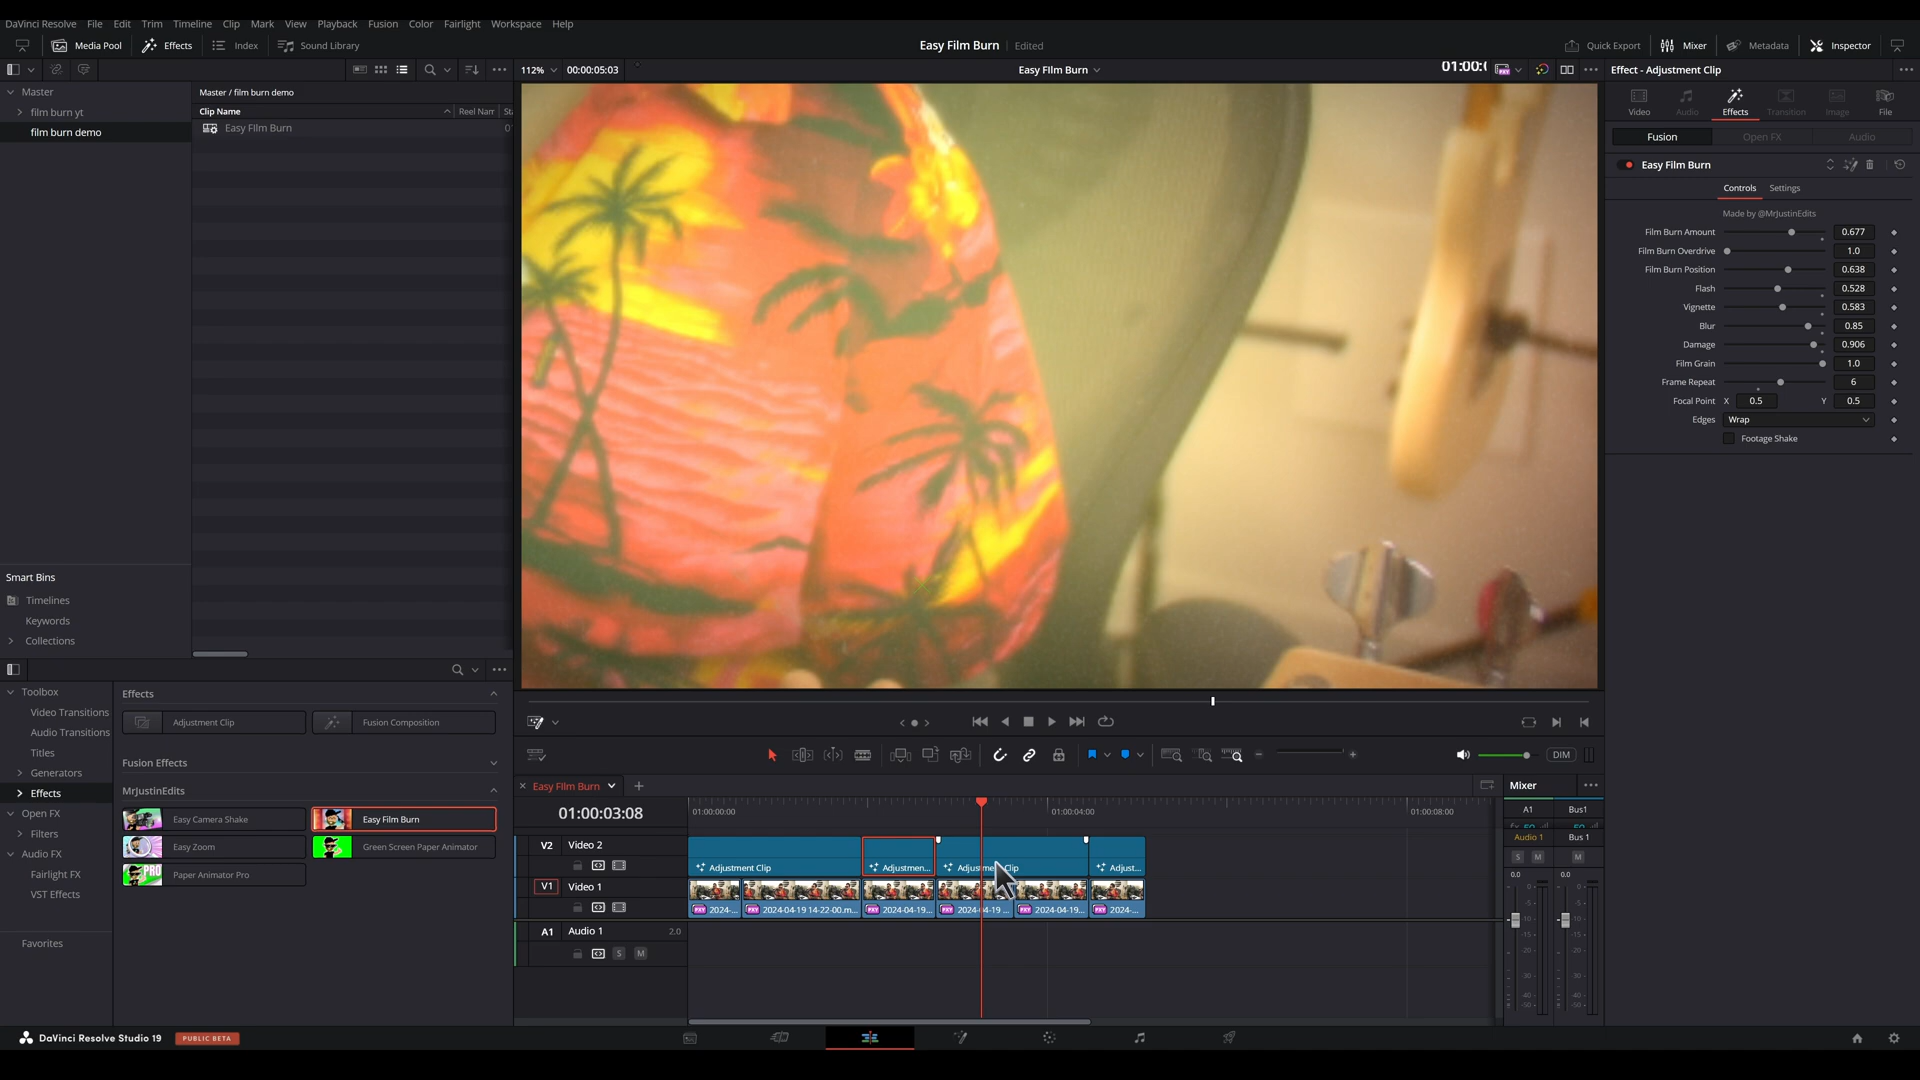 DaVinci Resolve File Edit Trim Timeline Clip Mark View Playback Fusion Color Fairlight Workspace Help
Media Pool Effects Index Sound Library
Easy Film Burn Edited
Quick Export Mixer Metadata Inspector
112% 00:00:05:03
Easy Film Burn
Effect - Adjustment Clip
Master
film burn yt
film burn demo
Master / film burn demo
Clip Name Reel Nam
Easy Film Burn
Video Audio Effects Transition Image File
Fusion Open FX Audio
Easy Film Burn
Controls Settings
Made by @MrJustinEdits
Film Burn Amount 0.677
Film Burn Overdrive 1.0
Film Burn Position 0.638
Flash 0.528
Vignette 0.583
Blur 0.85
Damage 0.906
Film Grain 1.0
Frame Repeat 6
Focal Point X 0.5 Y 0.5
Edges Wrap
Footage Shake
Smart Bins
Timelines
Keywords
Collections
Toolbox
Video Transitions
Audio Transitions
Titles
Generators
Effects
Open FX
Filters
Audio FX
Fairlight FX
VST Effects
Favorites
Effects
Adjustment Clip Fusion Composition
Fusion Effects
MrJustinEdits
Easy Camera Shake Easy Film Burn
Easy Zoom Green Screen Paper Animator
PRO Paper Animator Pro
DIM
Easy Film Burn
01:00:03:08
01:00:00:00 01:00:04:00 01:00:08:00
V2 Video 2
Adjustment Clip Adjustmen... Adjustment Clip Adjust...
V1 Video 1
2024-... 2024-04-19 14-22-00.m... 2024-04-19... 2024-04-19 ... 2024-04-19... 2024-...
A1 Audio 1 2.0
S M
Mixer
A1 Bus1
Audio 1 Bus 1
S M M
0.0 0.0
DaVinci Resolve Studio 19 PUBLIC BETA